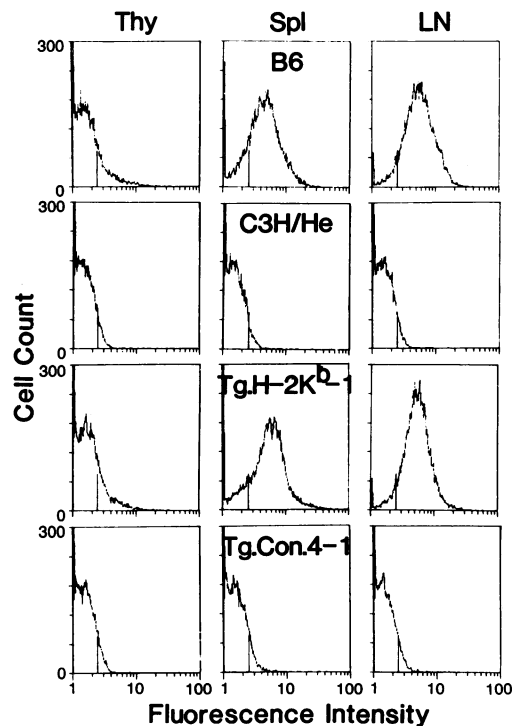 Thy Spl LN
300 B6
0
300 C3H/He
0
300 Tg.H-2Kᵇ-1
0
300 Tg.Con.4-1
0
1 10 100 1 10 100 1 10 100
Cell Count
Fluorescence Intensity